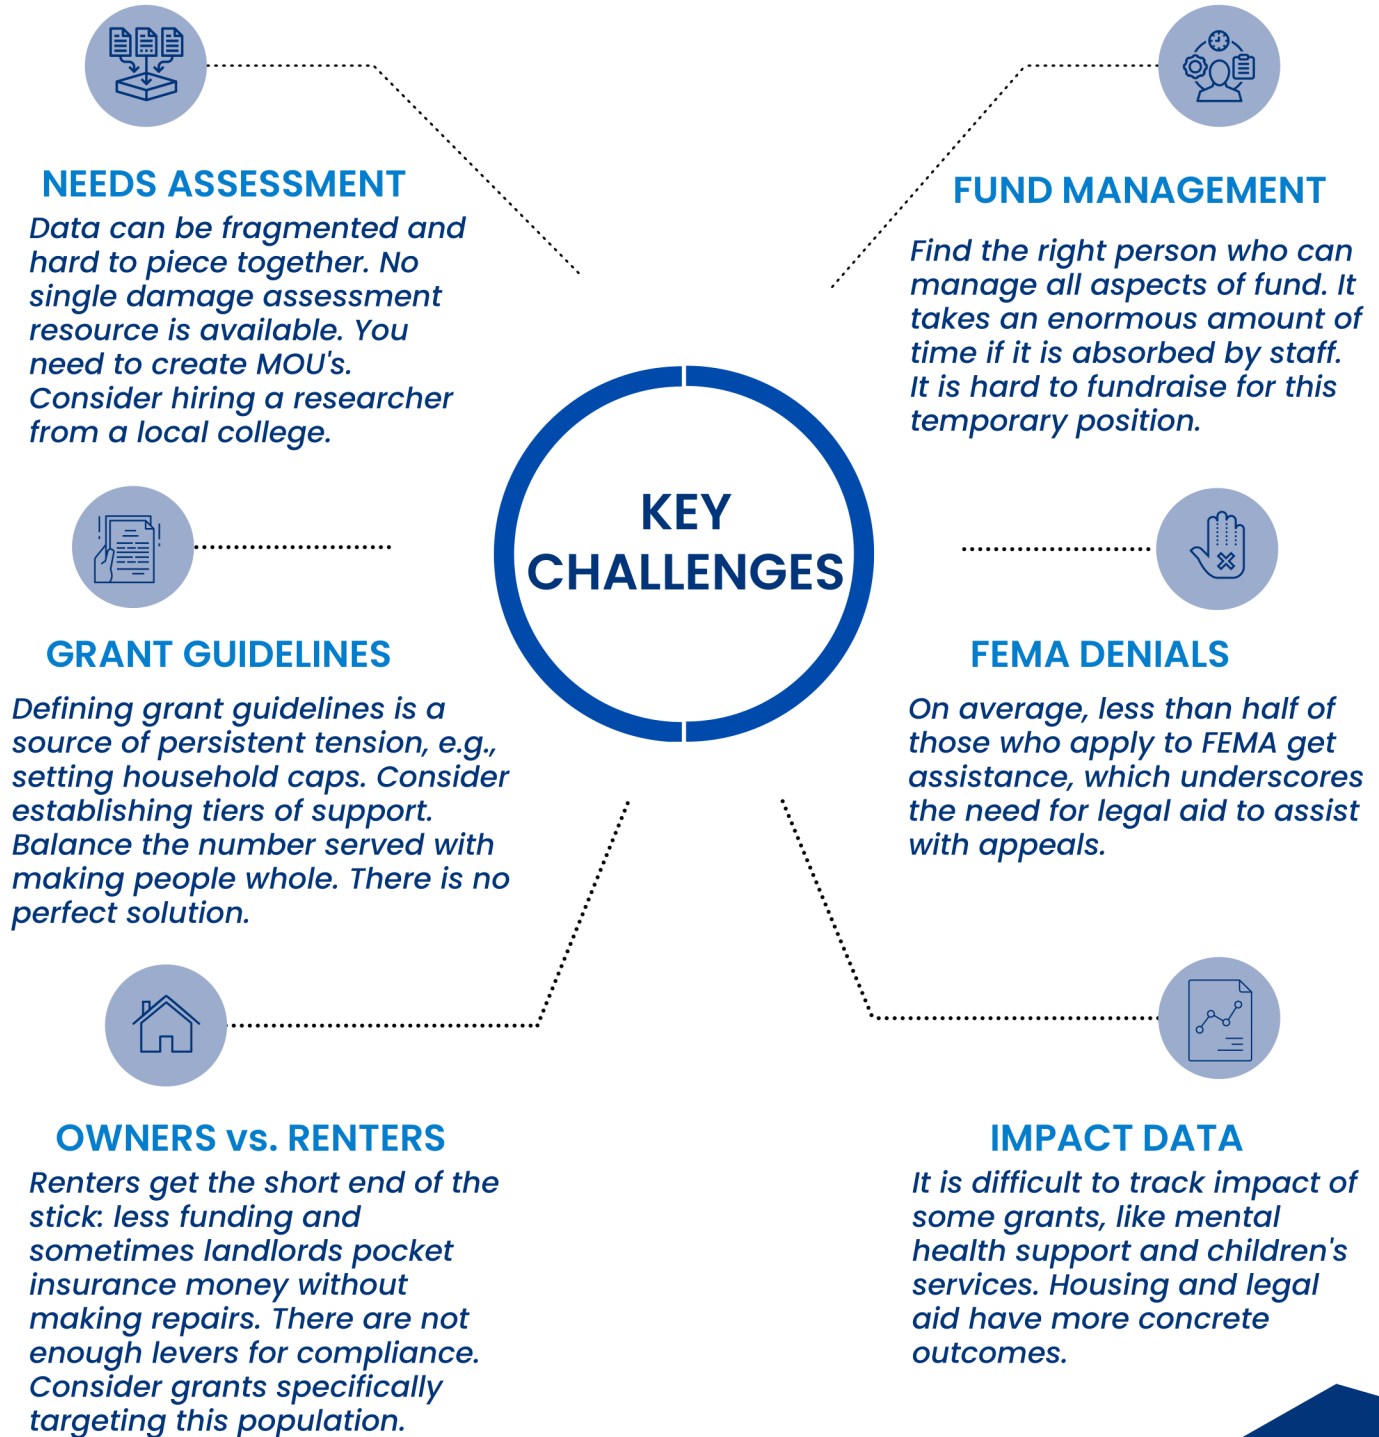 NEEDS ASSESSMENT
Data can be fragmented and
hard to piece together. No
single damage assessment
resource is available. You
need to create MOU's.
Consider hiring a researcher
from a local college.
FUND MANAGEMENT
Find the right person who can
manage all aspects of fund. It
takes an enormous amount of
time if it is absorbed by staff.
It is hard to fundraise for this
temporary position.
KEY
CHALLENGES
GRANT GUIDELINES
Defining grant guidelines is a
source of persistent tension, e.g.,
setting household caps. Consider
establishing tiers of support.
Balance the number served with
making people whole. There is no
perfect solution.
FEMA DENIALS
On average, less than half of
those who apply to FEMA get
assistance, which underscores
the need for legal aid to assist
with appeals.
OWNERS vs. RENTERS
Renters get the short end of the
stick: less funding and
sometimes landlords pocket
insurance money without
making repairs. There are not
enough levers for compliance.
Consider grants specifically
targeting this population.
IMPACT DATA
It is difficult to track impact of
some grants, like mental
health support and children's
services. Housing and legal
aid have more concrete
outcomes.